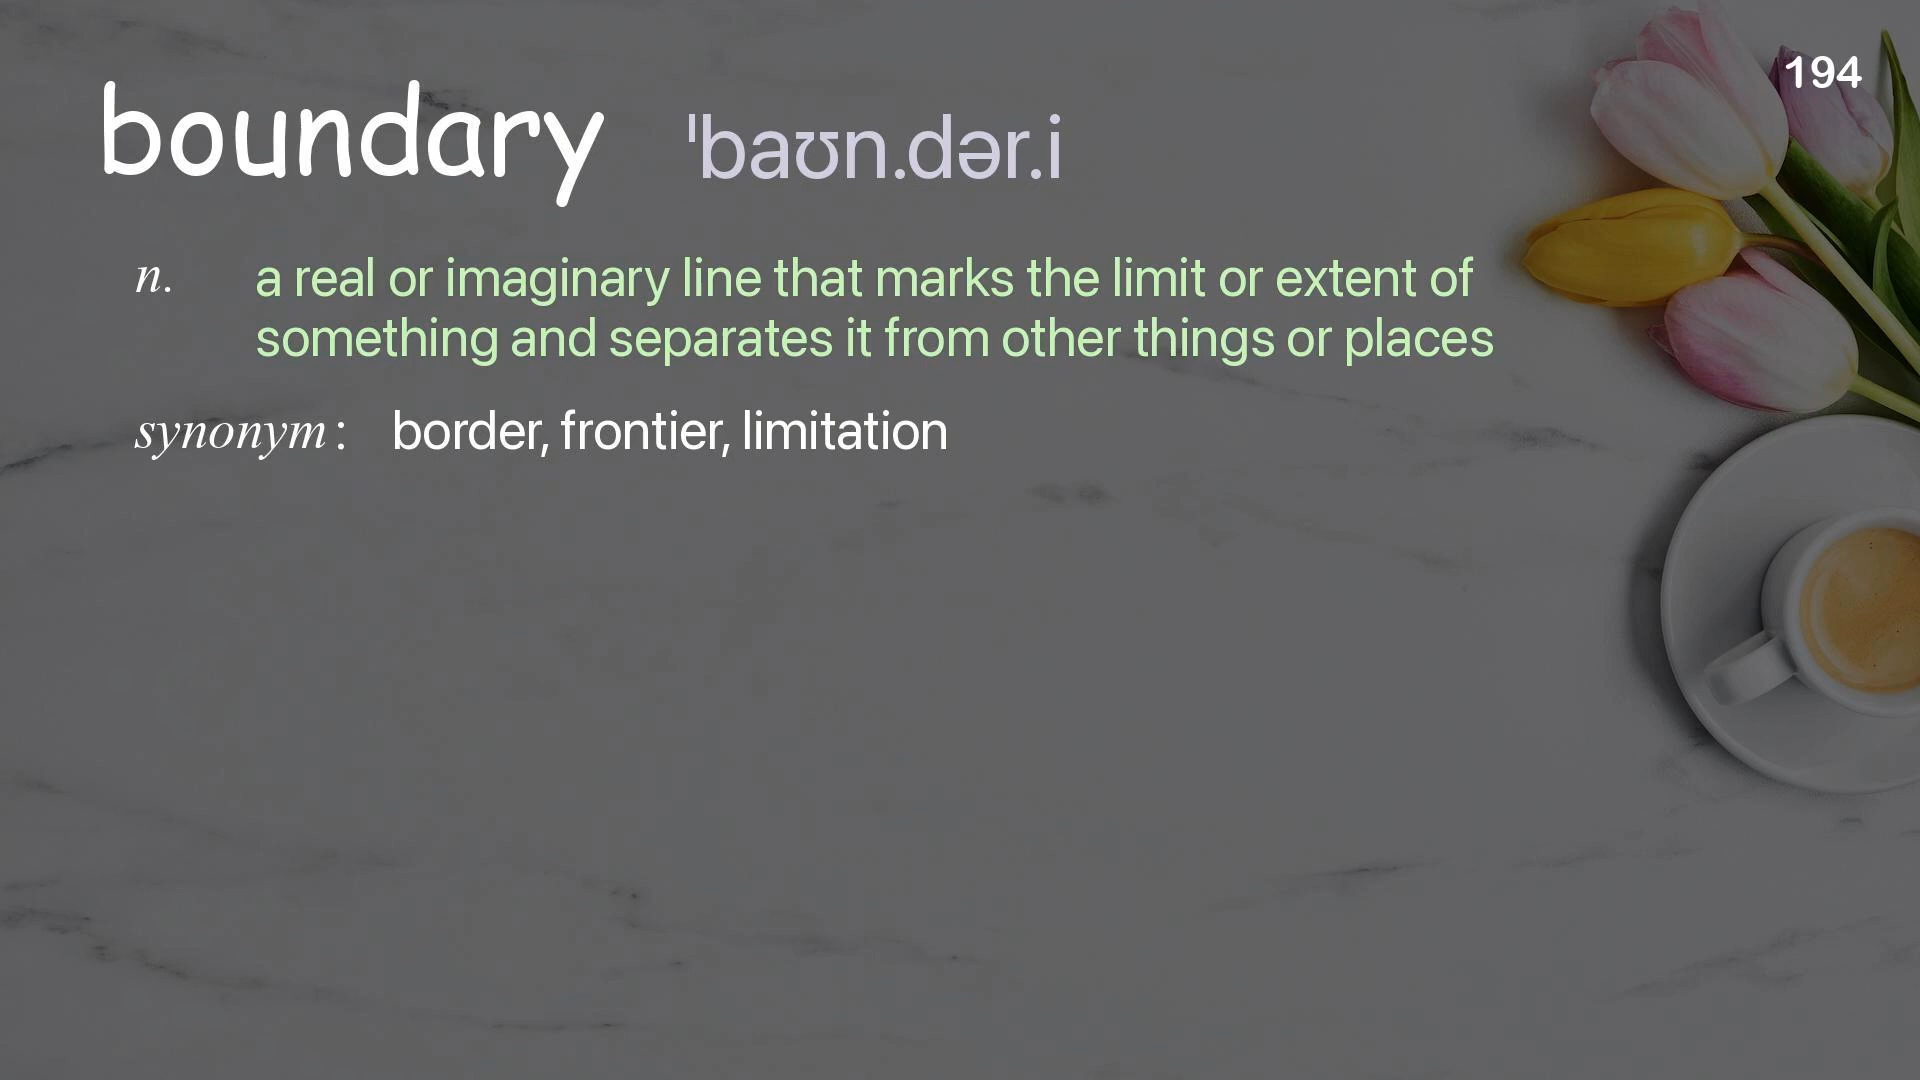 194
boundary ˈbaʊn.dər.i
n. a real or imaginary line that marks the limit or extent of
something and separates it from other things or places
synonym: border, frontier, limitation